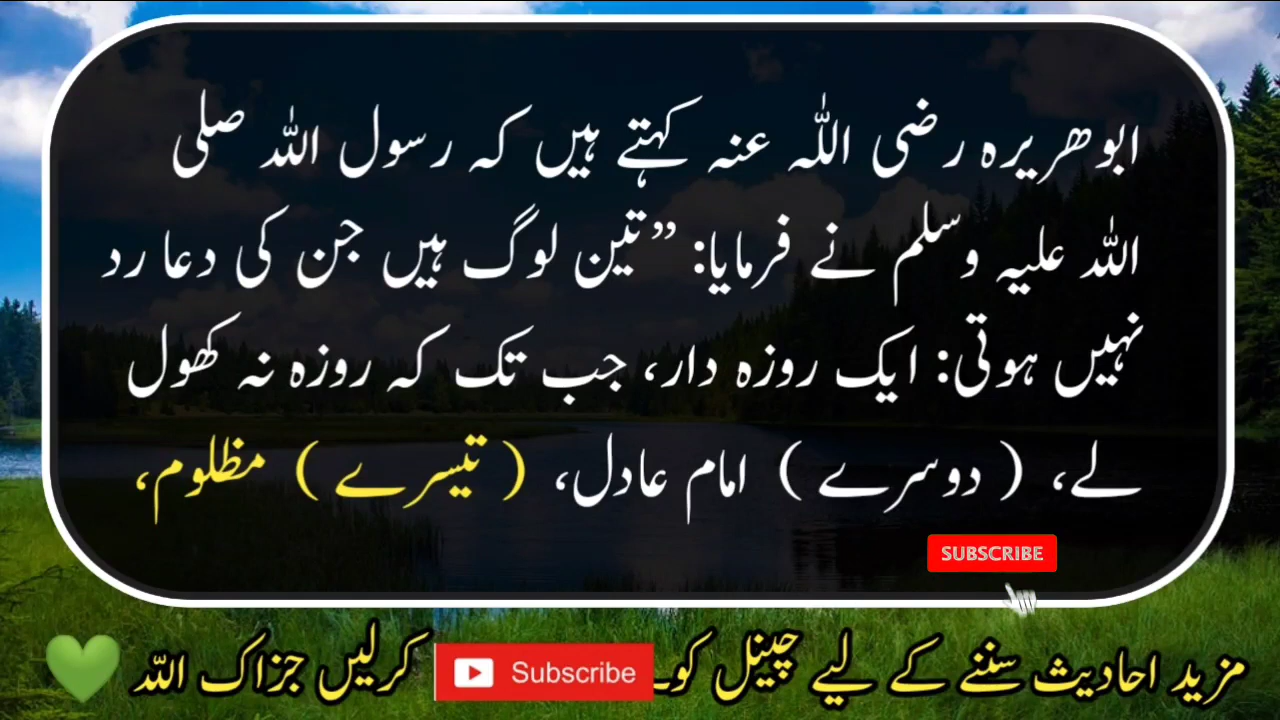 ابوھریرہ رضی اللہ عنہ کہتے ہیں کہ رسول اللہ صلی
اللہ علیہ وسلم نے فرمایا: ”تین لوگ ہیں جن کی دعا رد
نہیں ہوتی: ایک روزہ دار، جب تک کہ روزہ نہ کھول
لے، ( دوسرے ) امام عادل، ( تیسرے ) مظلوم،
SUBSCRIBE
مزید احادیث سننے کے لیے چینل کو Subscribe کرلیں جزاک اللہ